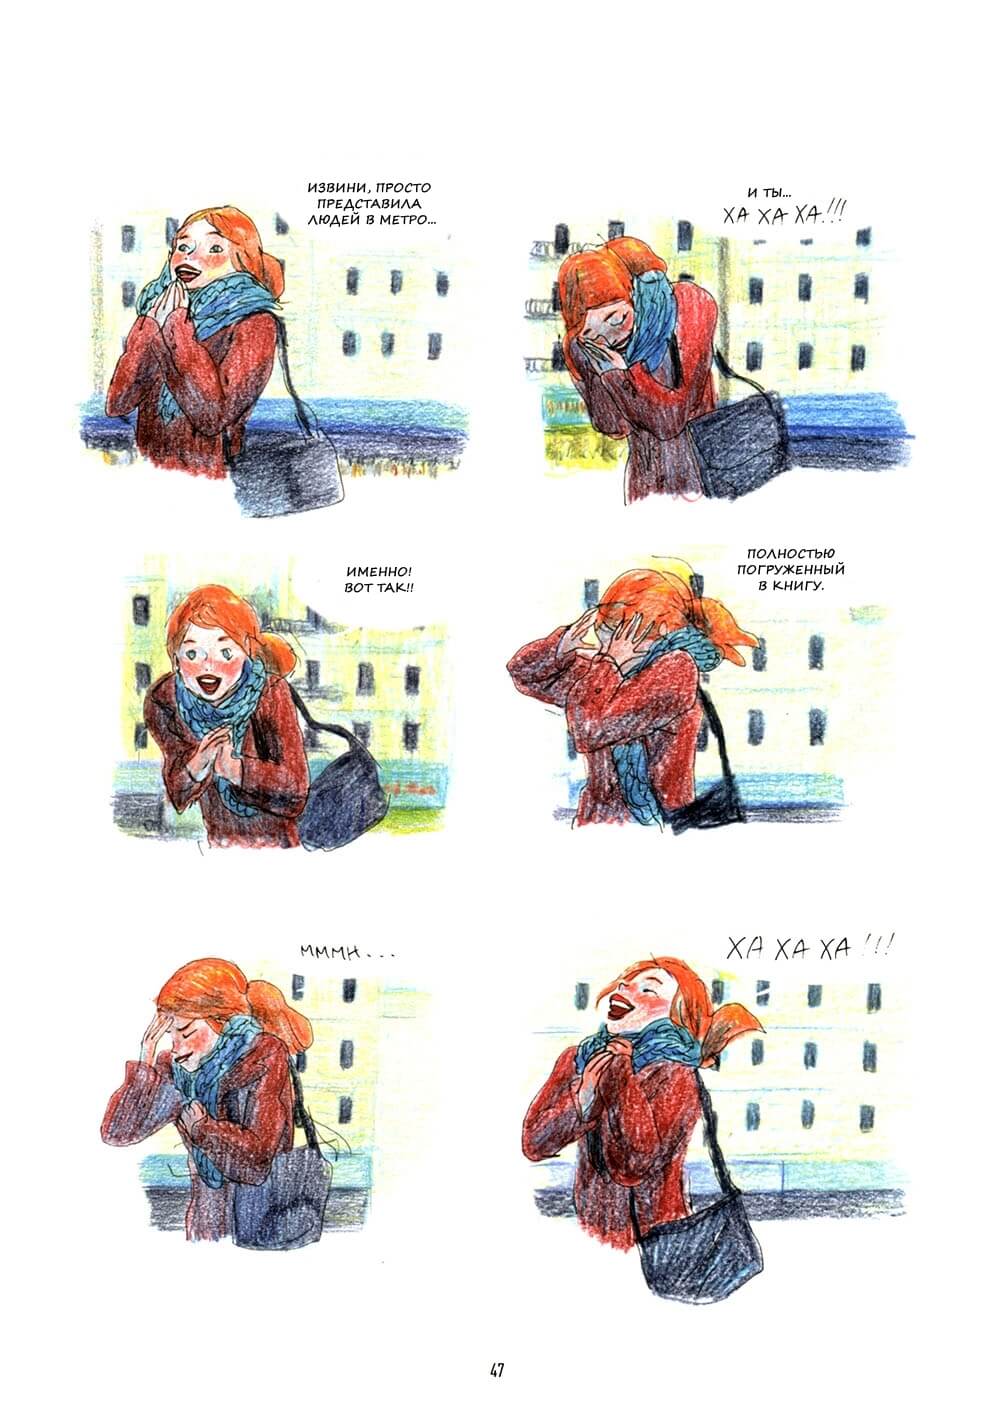 ИЗВИНИ, ПРОСТО
ПРЕДСТАВИЛА
ЛЮДЕЙ В МЕТРО...
И ТЫ...
ХА ХА ХА!!!
ИМЕННО!
ВОТ ТАК!!
ПОЛНОСТЬЮ
ПОГРУЖЕННЫЙ
В КНИГУ.
МММН...
ХА ХА ХА!!!
47